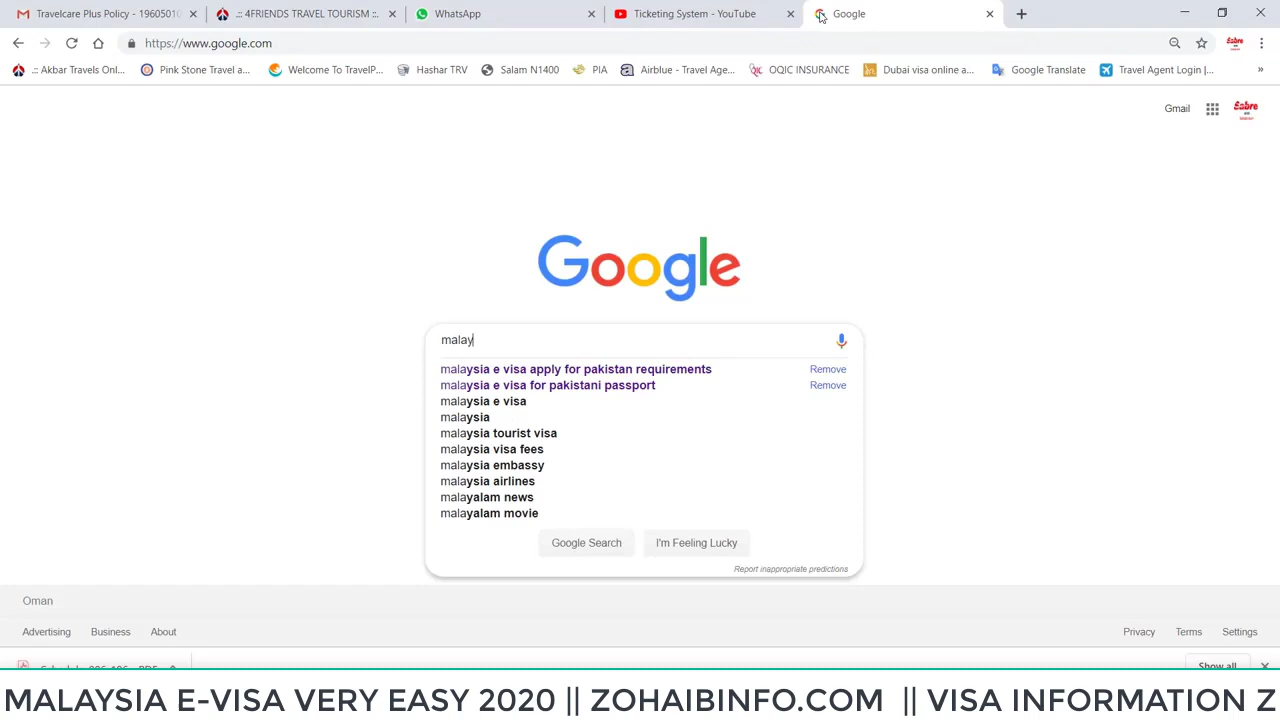 Travelcare Plus Policy - 1960501
.:: 4FRIENDS TRAVEL TOURISM ::.
WhatsApp
Ticketing System - YouTube
Google
https://www.google.com
.:: Akbar Travels Onl...
Pink Stone Travel a...
Welcome To TravelP...
Hashar TRV
Salam N1400
PIA
Airblue - Travel Age...
OQIC INSURANCE
Dubai visa online a...
Google Translate
Travel Agent Login |...
»
Gmail
Sabre
Google
malay
malaysia e visa apply for pakistan requirements Remove
malaysia e visa for pakistani passport Remove
malaysia e visa
malaysia
malaysia tourist visa
malaysia visa fees
malaysia embassy
malaysia airlines
malayalam news
malayalam movie
Google Search I'm Feeling Lucky
Report inappropriate predictions
Oman
Advertising Business About Privacy Terms Settings
Show all
MALAYSIA E-VISA VERY EASY 2020 || ZOHAIBINFO.COM || VISA INFORMATION Z